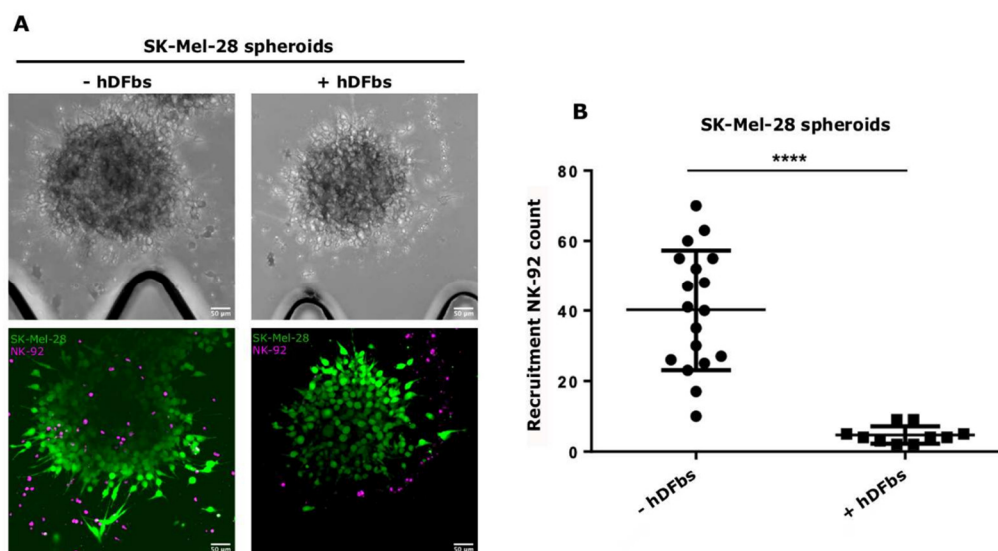 A
SK-Mel-28 spheroids
- hDFbs
+ hDFbs
50 µm
50 µm
SK-Mel-28
NK-92
50 µm
SK-Mel-28
NK-92
50 µm
B
SK-Mel-28 spheroids
****
Recruitment NK-92 count
80
60
40
20
0
- hDFbs
+ hDFbs